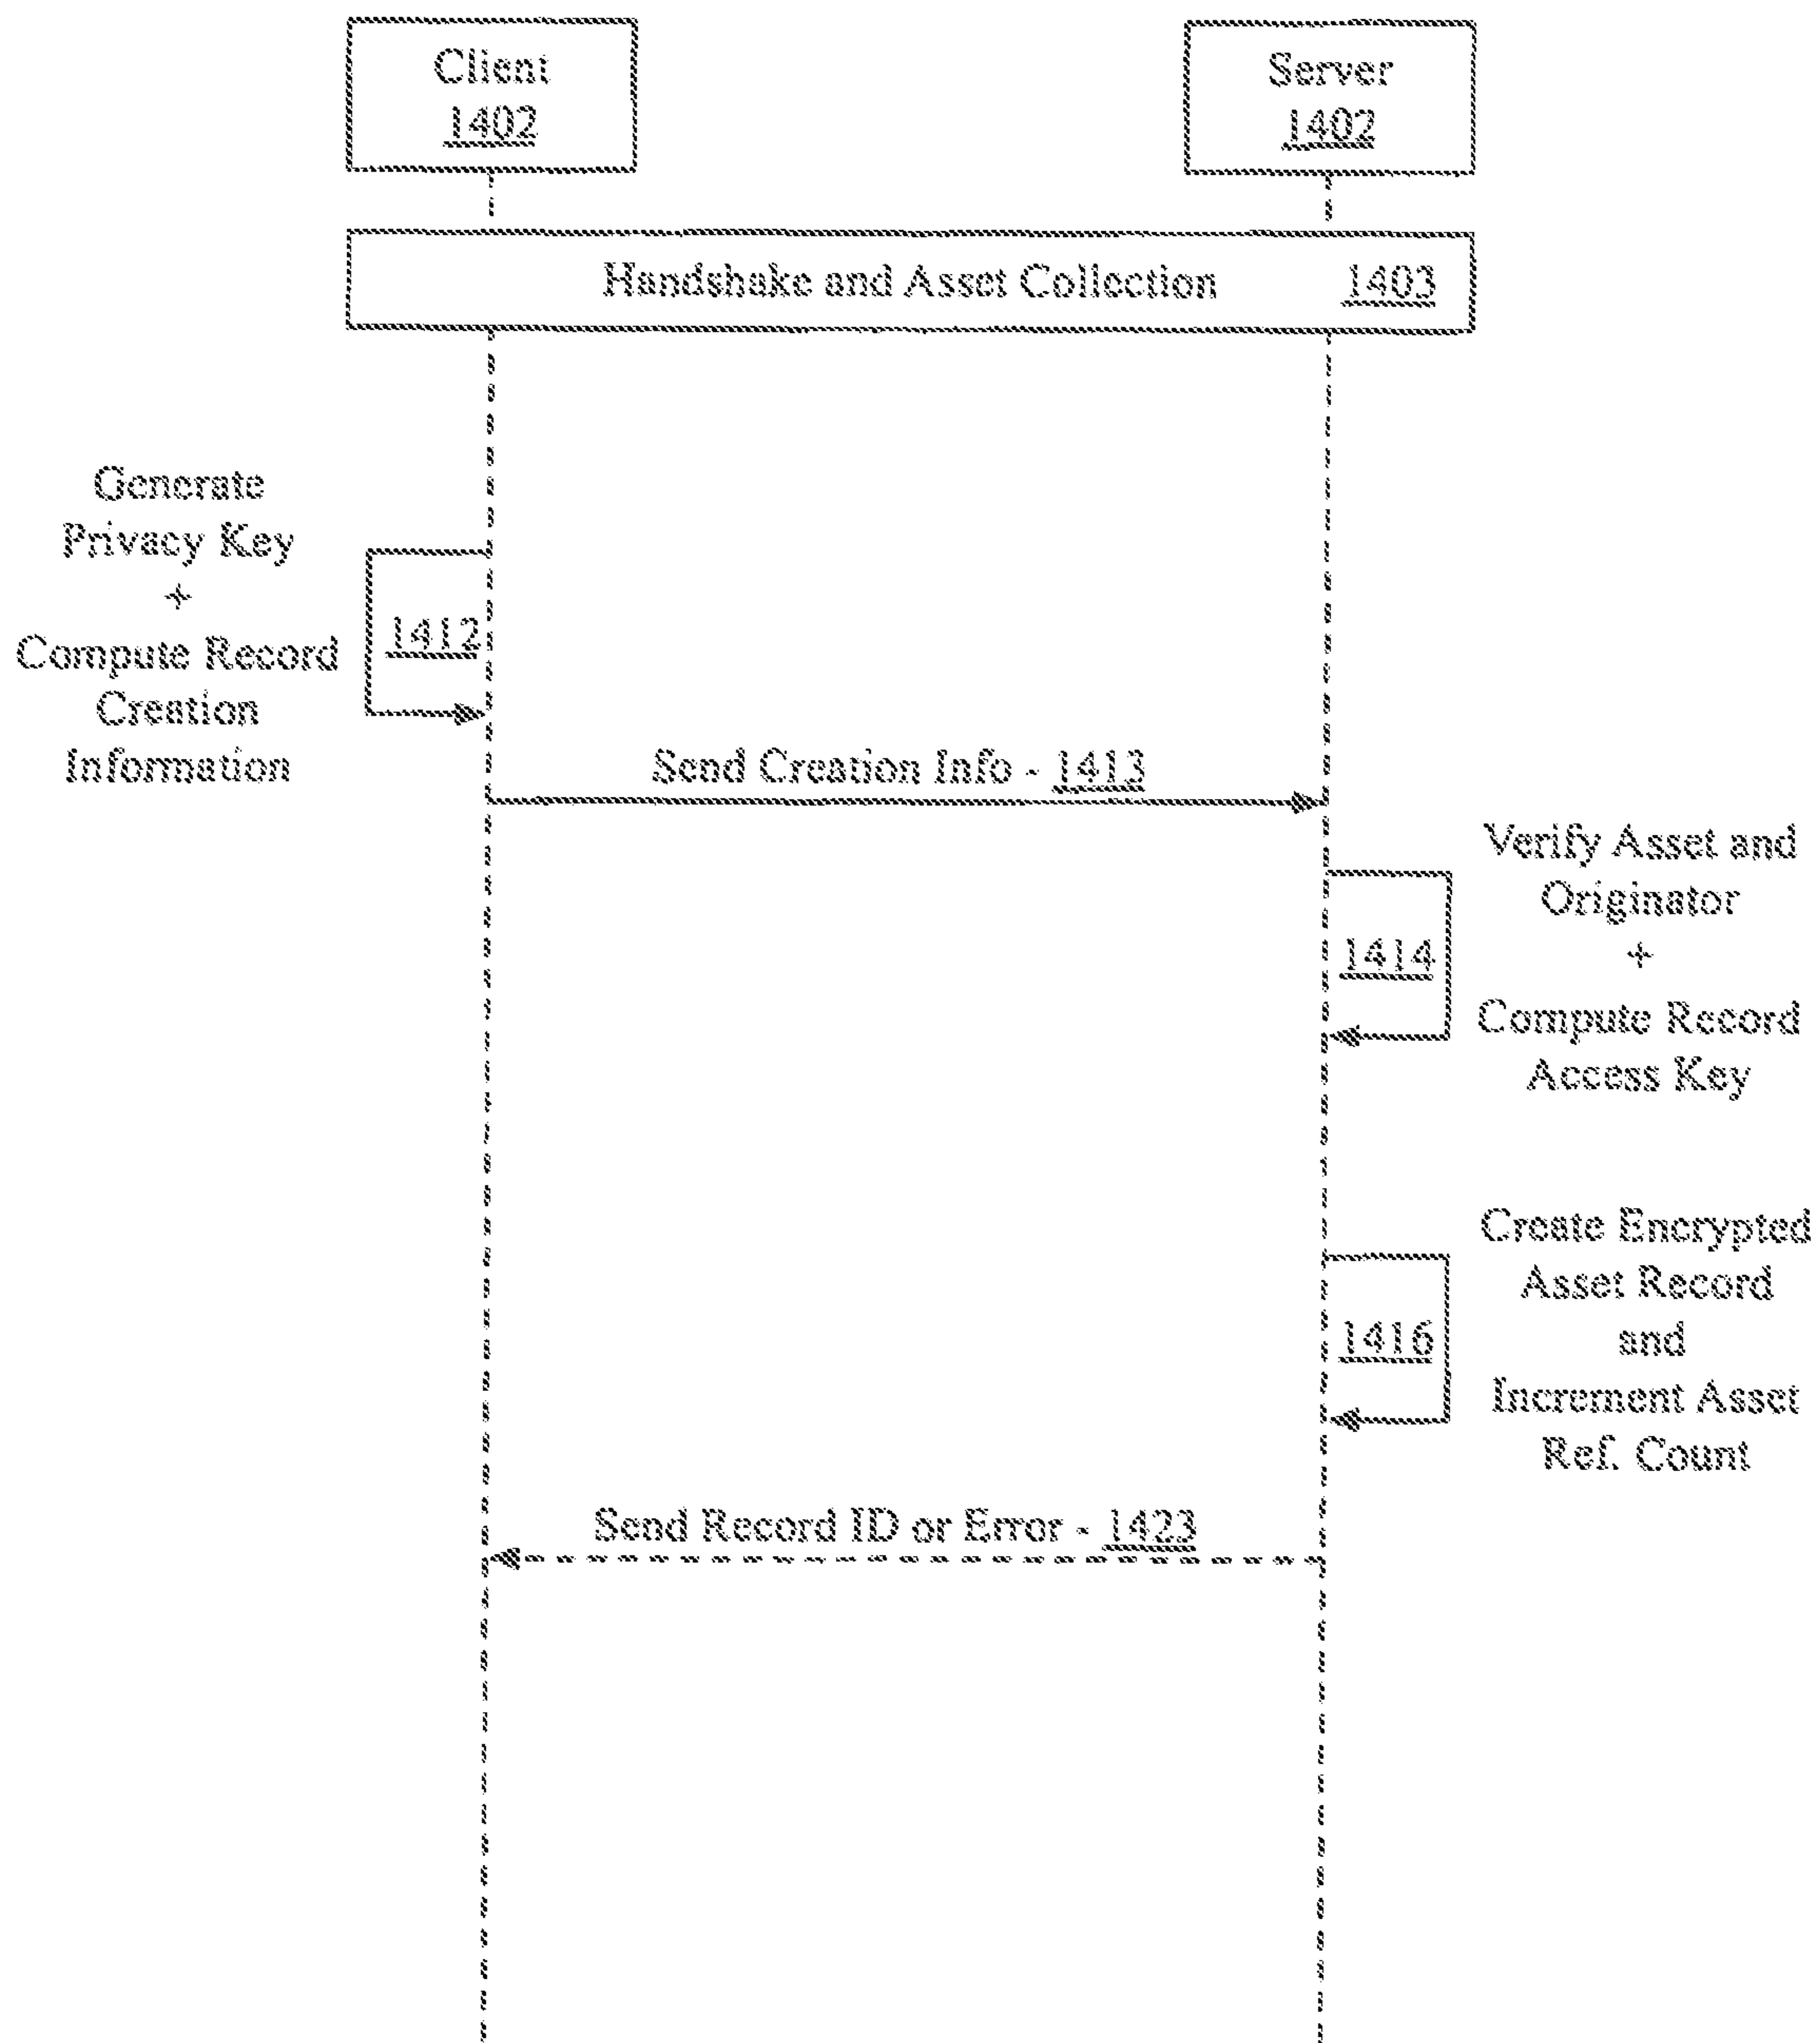 Client
1402
Server
1402
Handshake and Asset Collection 1403
Generate
Privacy Key
+
Compute Record
Creation
Information
1412
Send Creation Info - 1413
Verify Asset and
Originator
+
Compute Record
Access Key
1414
Create Encrypted
Asset Record
and
Increment Asset
Ref. Count
1416
Send Record ID or Error - 1423